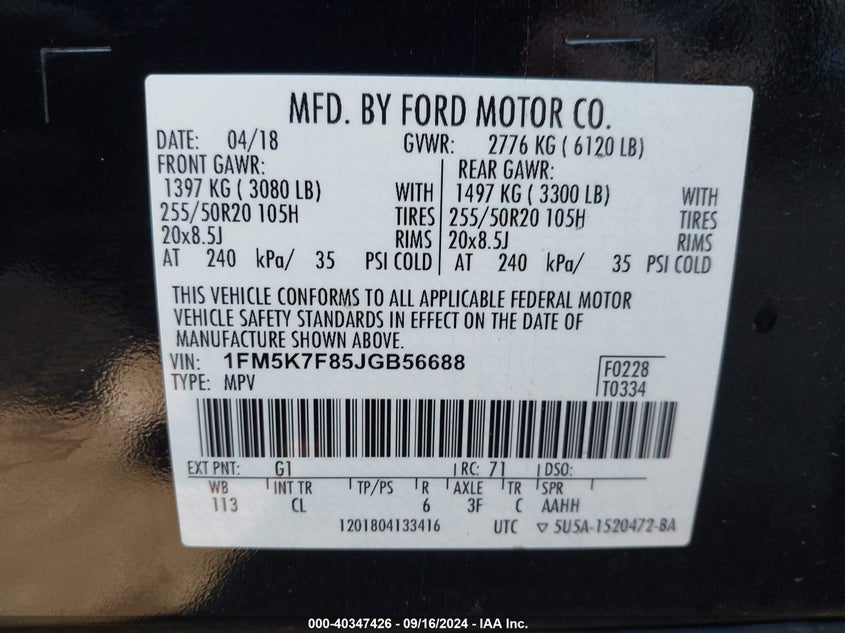 MFD. BY FORD MOTOR CO.
DATE: 04/18 GVWR: 2776 KG ( 6120 LB)
FRONT GAWR: REAR GAWR:
1397 KG ( 3080 LB) WITH 1497 KG ( 3300 LB) WITH
255/50R20 105H TIRES 255/50R20 105H TIRES
20x8.5J RIMS 20x8.5J RIMS
AT 240 kPa/ 35 PSI COLD AT 240 kPa/ 35 PSI COLD
THIS VEHICLE CONFORMS TO ALL APPLICABLE FEDERAL MOTOR
VEHICLE SAFETY STANDARDS IN EFFECT ON THE DATE OF
MANUFACTURE SHOWN ABOVE.
VIN: 1FM5K7F85JGB56688 F0228
TYPE: MPV T0334
EXT PNT: G1 RC: 71 DSO:
WB INT TR TP/PS R AXLE TR SPR
113 CL 6 3F C AAHH
1201804133416 UTC ▽ 5U5A-1520472-BA
000-40347426 - 09/16/2024 - IAA Inc.